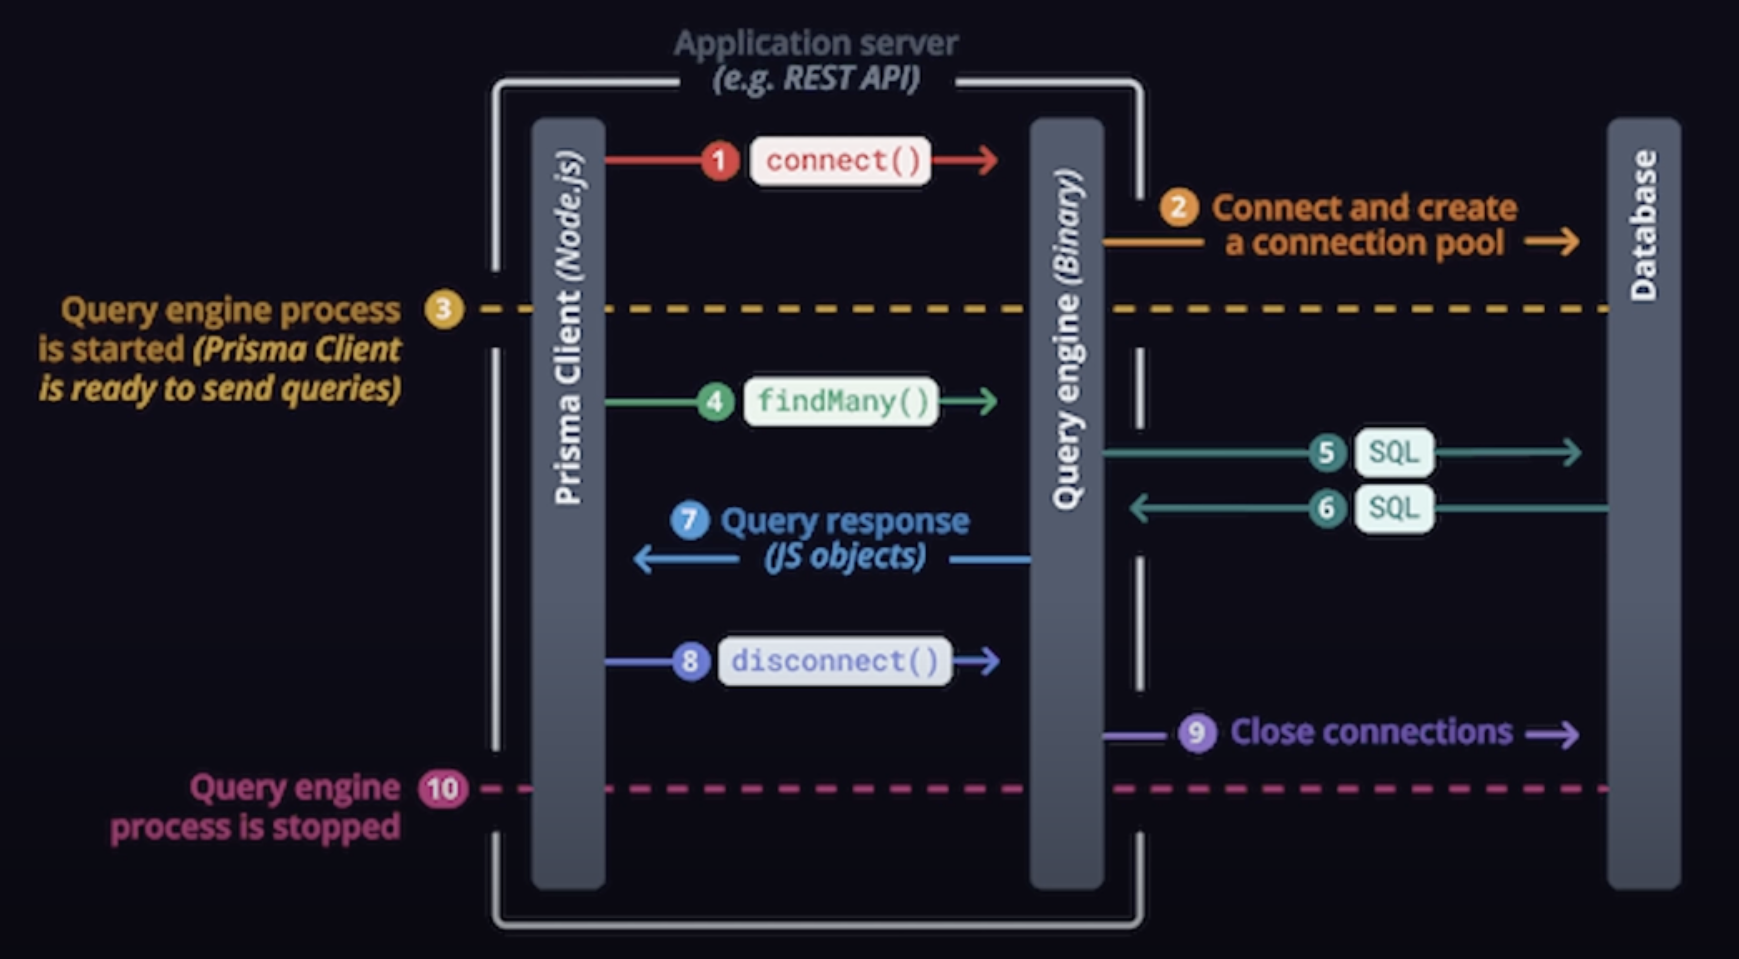 Application server
(e.g. REST API)
Prisma Client (Node.js)
Query engine (Binary)
Database
1 connect()
2 Connect and create
a connection pool
3 Query engine process
is started (Prisma Client
is ready to send queries)
4 findMany()
5 SQL
6 SQL
7 Query response
(JS objects)
8 disconnect()
9 Close connections
10 Query engine
process is stopped